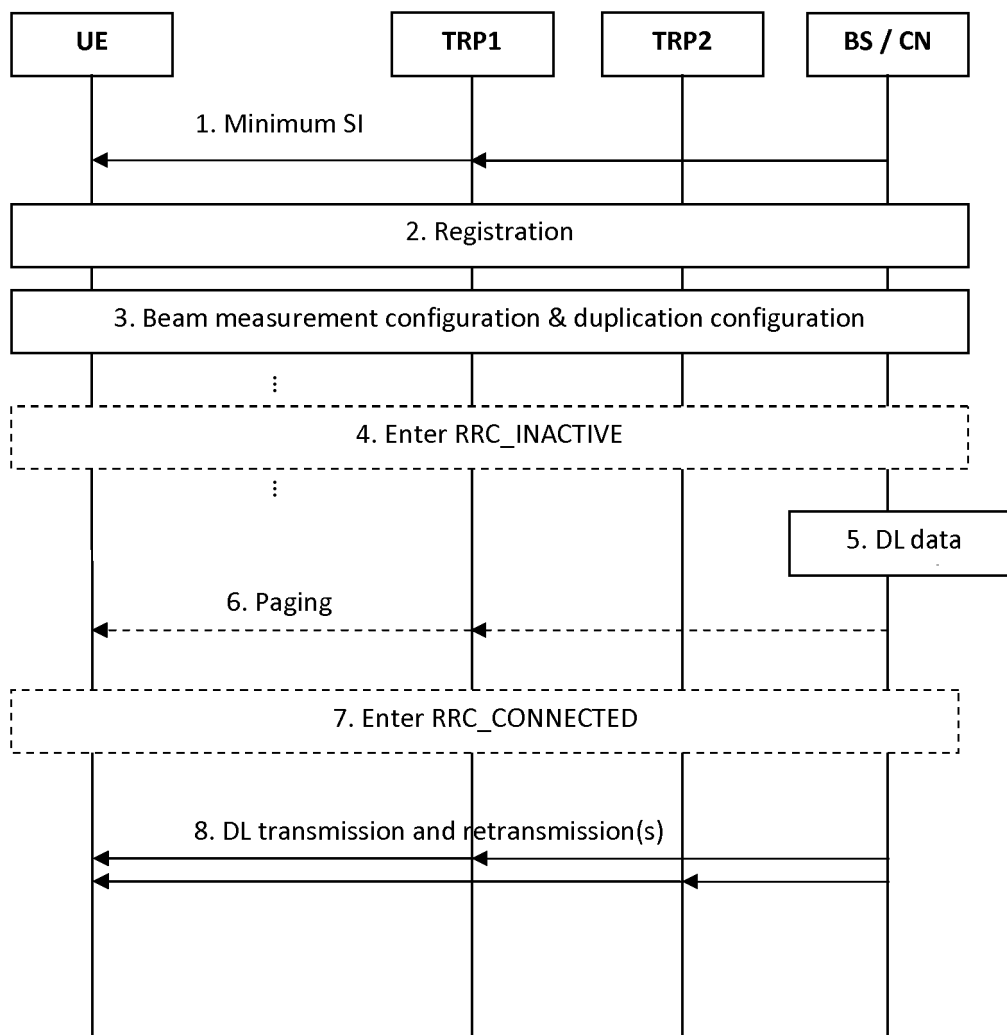 UE TRP1 TRP2 BS / CN
1. Minimum SI
2. Registration
3. Beam measurement configuration & duplication configuration
4. Enter RRC_INACTIVE
5. DL data
6. Paging
7. Enter RRC_CONNECTED
8. DL transmission and retransmission(s)